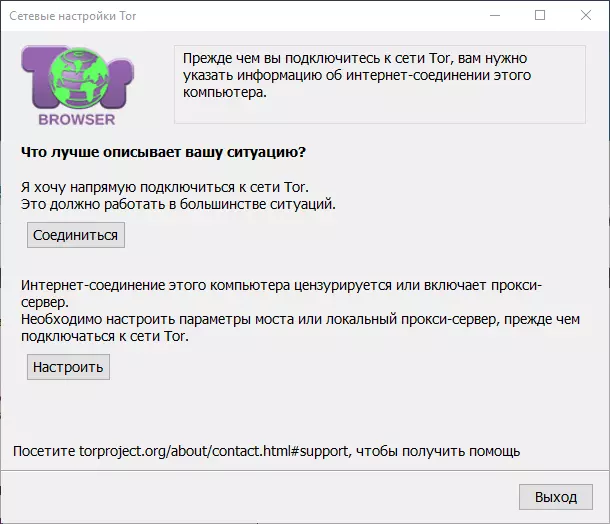 Сетевые настройки Tor
Tor
BROWSER
Прежде чем вы подключитесь к сети Tor, вам нужно
указать информацию об интернет-соединении этого
компьютера.
Что лучше описывает вашу ситуацию?
Я хочу напрямую подключиться к сети Tor.
Это должно работать в большинстве ситуаций.
Соединиться
Интернет-соединение этого компьютера цензурируется или включает прокси-
сервер.
Необходимо настроить параметры моста или локальный прокси-сервер, прежде чем
подключаться к сети Tor.
Настроить
Посетите torproject.org/about/contact.html#support, чтобы получить помощь
Выход